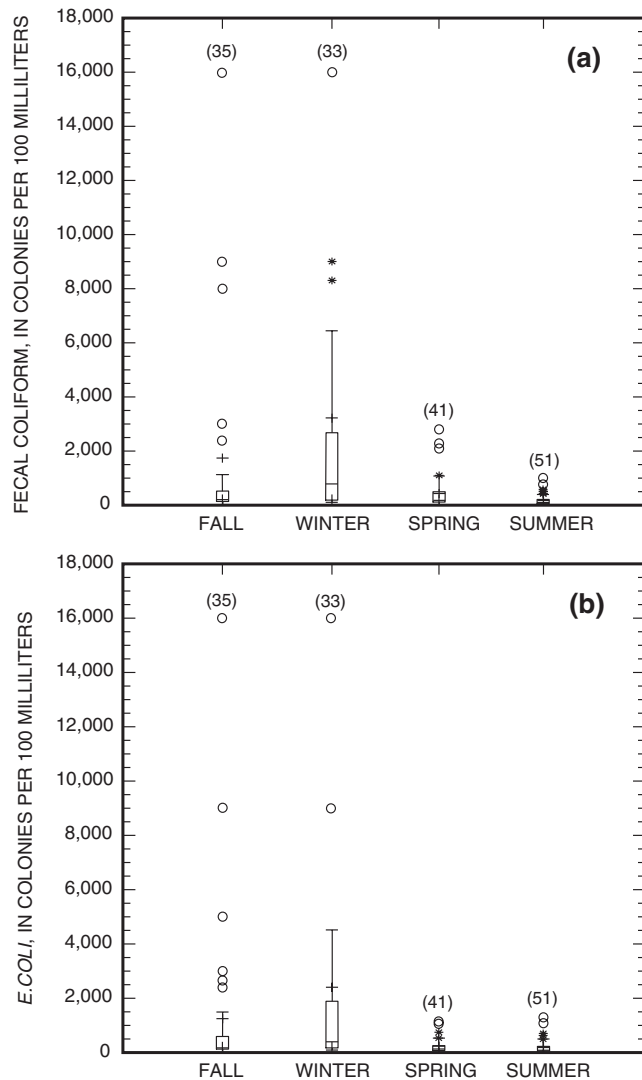 FECAL COLIFORM, IN COLONIES PER 100 MILLILITERS
18,000
16,000
14,000
12,000
10,000
8,000
6,000
4,000
2,000
0
(35)
(33)
(41)
(51)
(a)
FALL
WINTER
SPRING
SUMMER
E.COLI, IN COLONIES PER 100 MILLILITERS
18,000
16,000
14,000
12,000
10,000
8,000
6,000
4,000
2,000
0
(35)
(33)
(41)
(51)
(b)
FALL
WINTER
SPRING
SUMMER